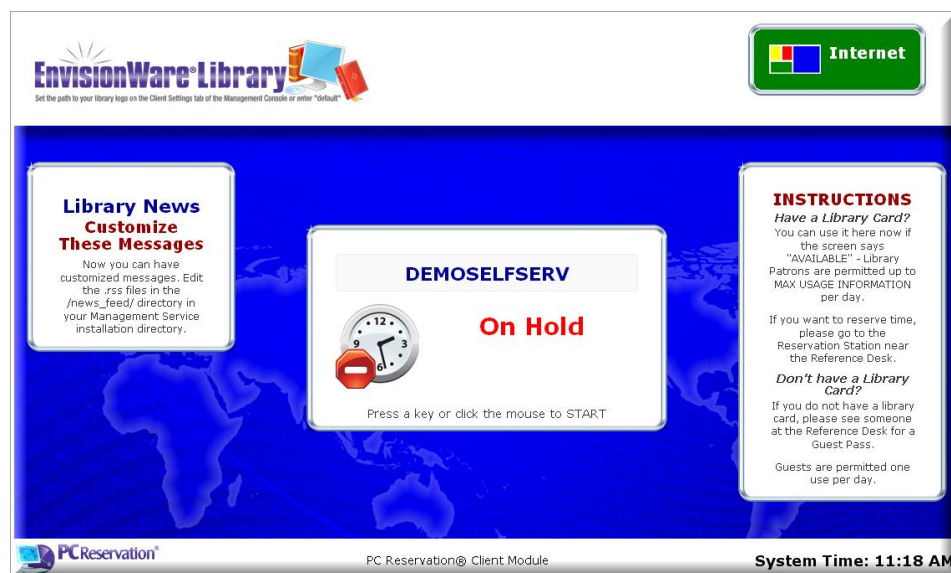 EnvisionWare® Library
Set the path to your library logo on the Client Settings tab of the Management Console or enter "default"
Internet
Library News
Customize
These Messages
Now you can have
customized messages. Edit
the .rss files in the
/news_feed/ directory in
your Management Service
installation directory.
DEMOSELFSERV
12
9
3
6
On Hold
Press a key or click the mouse to START
INSTRUCTIONS
Have a Library Card?
You can use it here now if
the screen says
"AVAILABLE" - Library
Patrons are permitted up to
MAX USAGE INFORMATION
per day.
If you want to reserve time,
please go to the
Reservation Station near
the Reference Desk.
Don't have a Library
Card?
If you do not have a library
card, please see someone
at the Reference Desk for a
Guest Pass.
Guests are permitted one
use per day.
PCReservation®
PC Reservation® Client Module
System Time: 11:18 AM